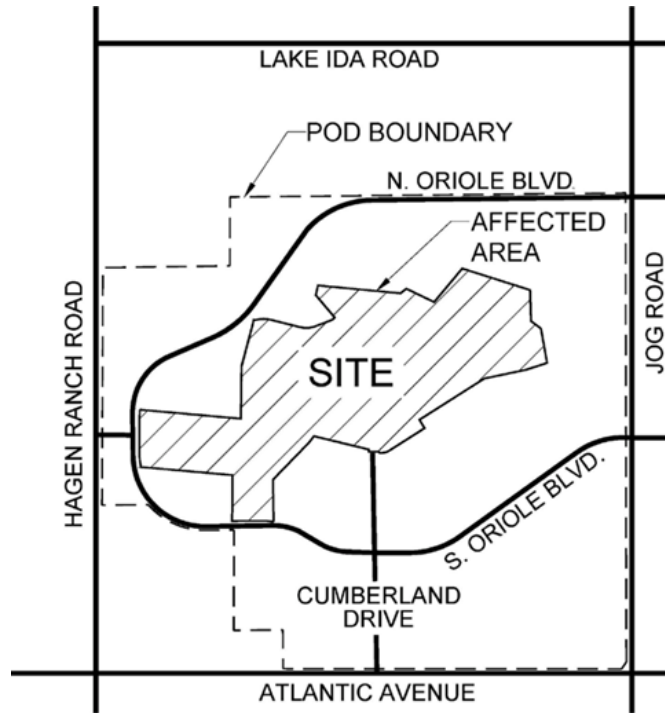 LAKE IDA ROAD
POD BOUNDARY
N. ORIOLE BLVD.
AFFECTED
AREA
HAGEN RANCH ROAD
JOG ROAD
SITE
S. ORIOLE BLVD.
CUMBERLAND
DRIVE
ATLANTIC AVENUE